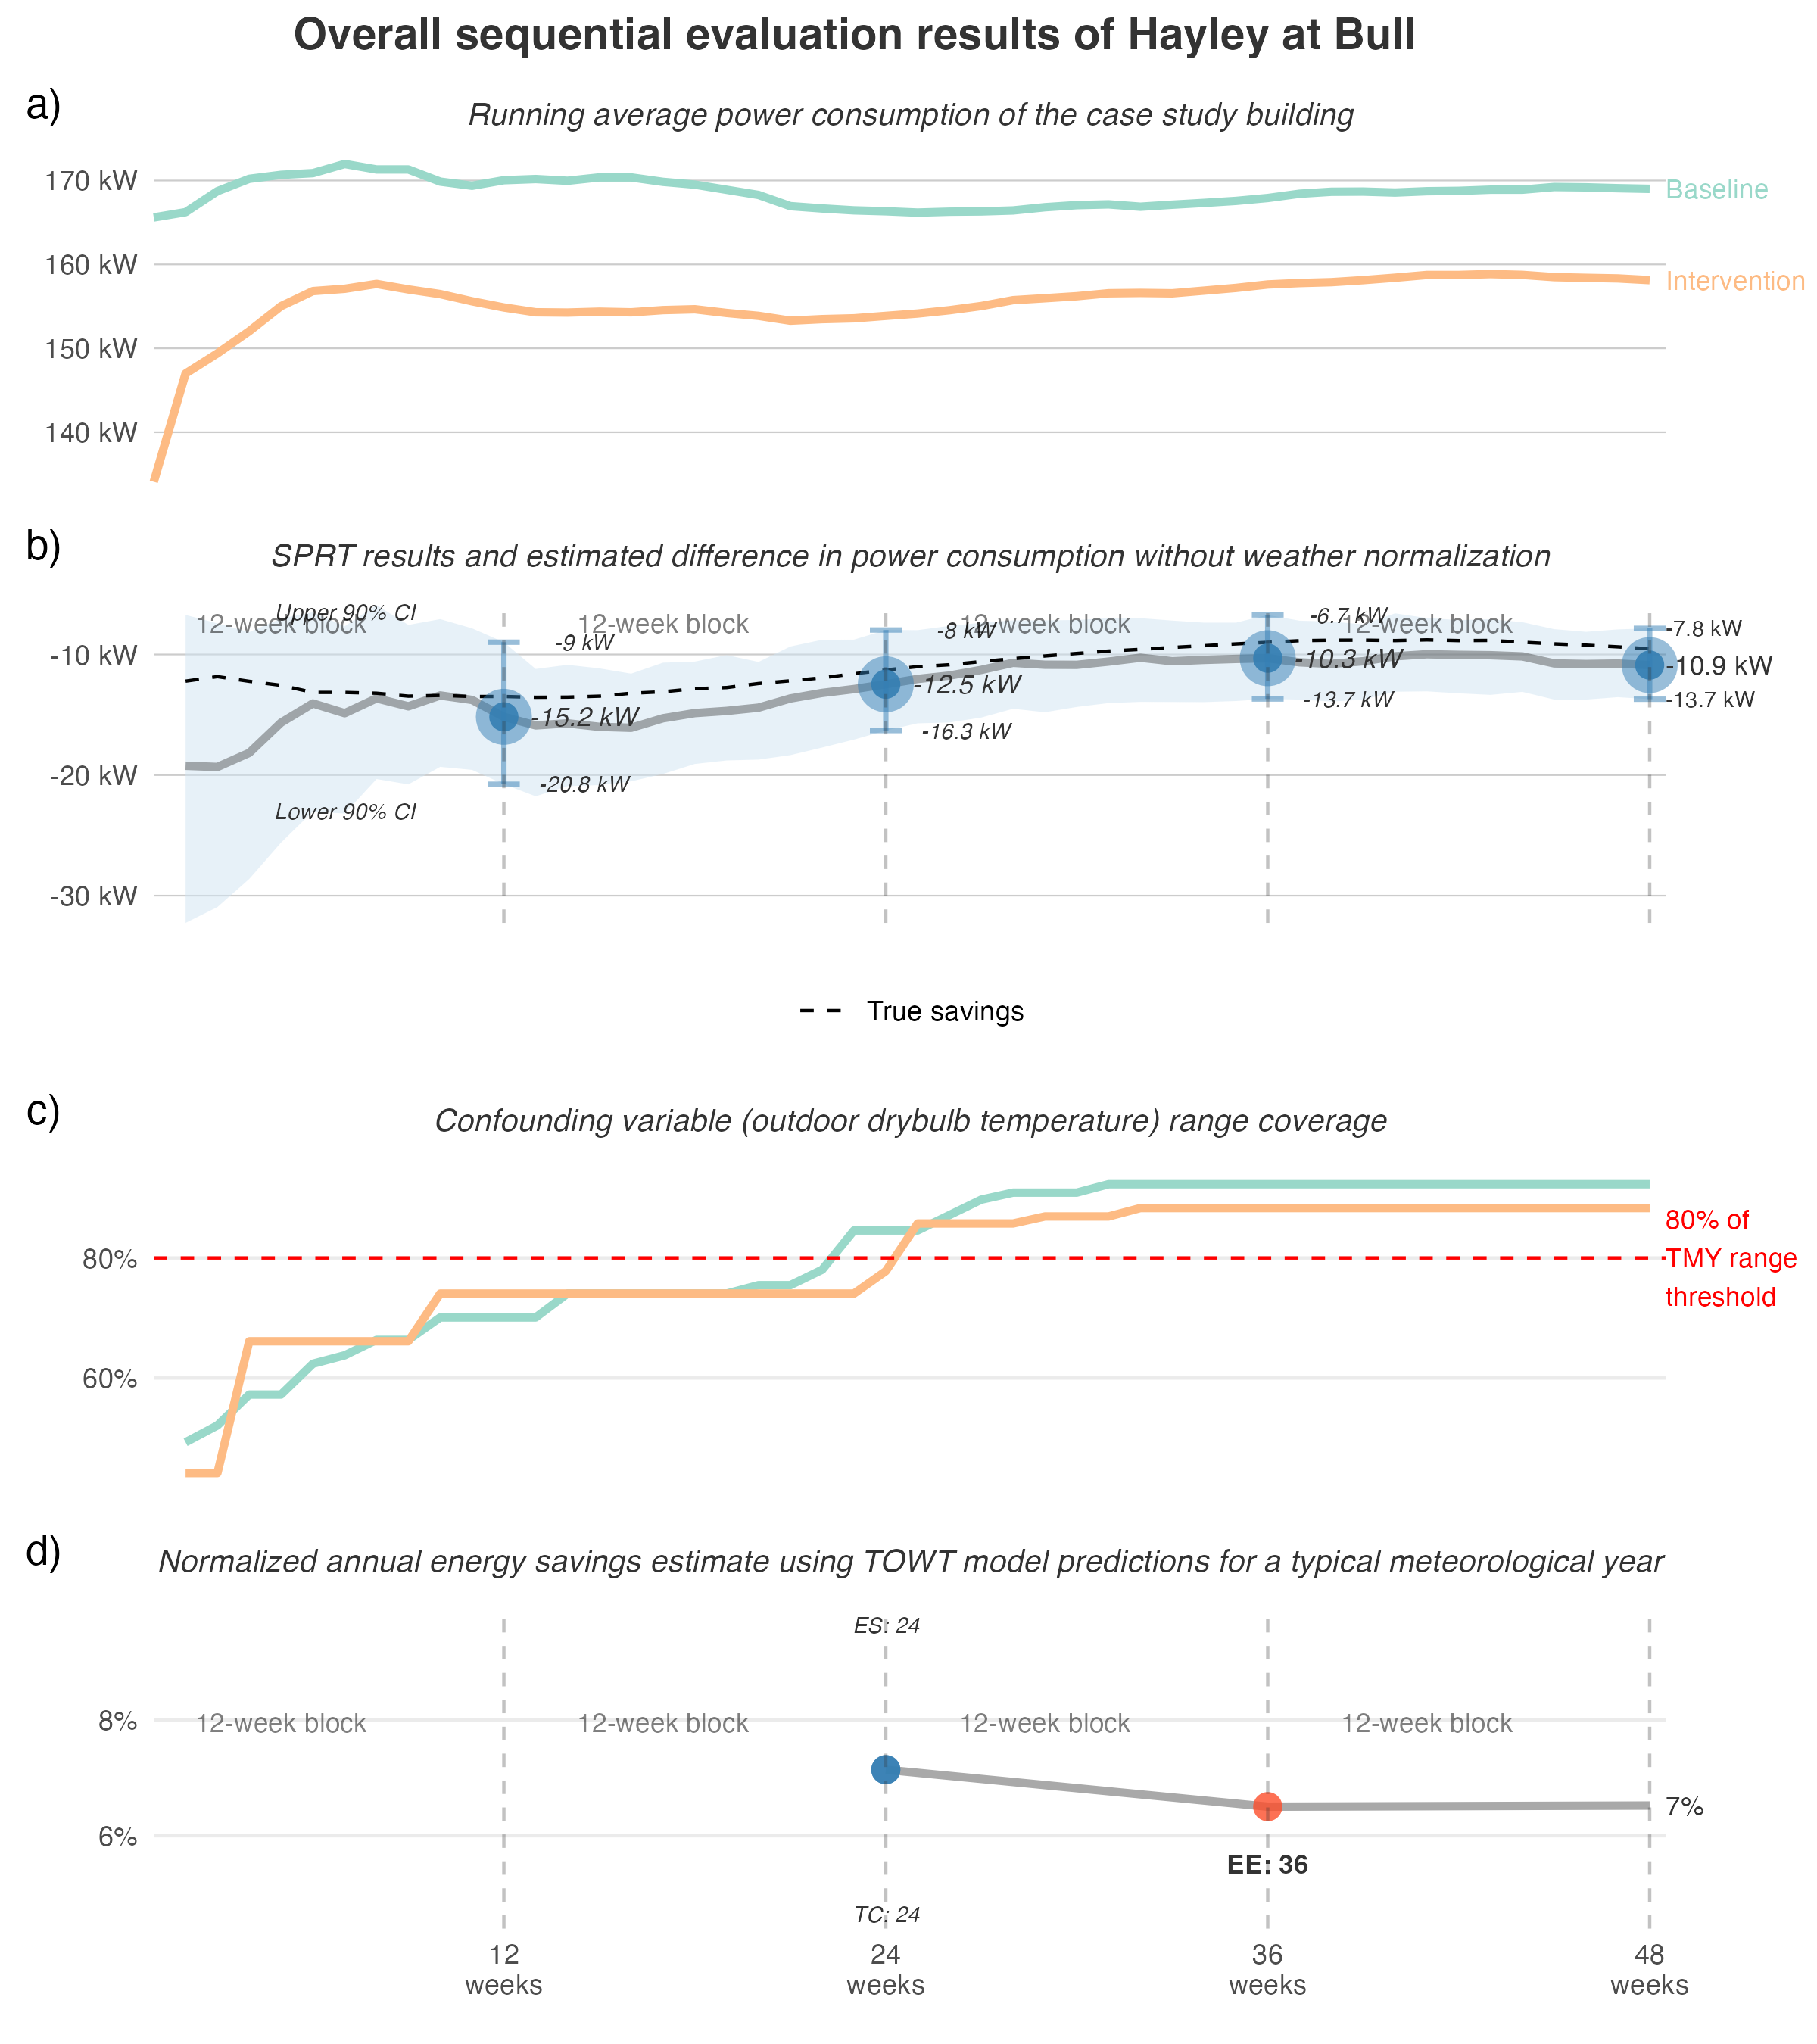 Overall sequential evaluation results of Hayley at Bull
a)
Running average power consumption of the case study building
170 kW
Baseline
160 kW
Intervention
150 kW
140 kW
b)
SPRT results and estimated difference in power consumption without weather normalization
Upper 90% CI
12-week block
12-week block
12-week block
12-week block
-9 kW
-8 kW
-6.7 kW
-7.8 kW
-10 kW
-15.2 kW
-12.5 kW
-10.3 kW
-10.9 kW
-20.8 kW
-16.3 kW
-13.7 kW
-13.7 kW
-20 kW
Lower 90% CI
-30 kW
True savings
c)
Confounding variable (outdoor drybulb temperature) range coverage
80%
60%
80% of
TMY range
threshold
d)
Normalized annual energy savings estimate using TOWT model predictions for a typical meteorological year
ES: 24
8%
12-week block
12-week block
12-week block
12-week block
7%
6%
EE: 36
TC: 24
12
weeks
24
weeks
36
weeks
48
weeks